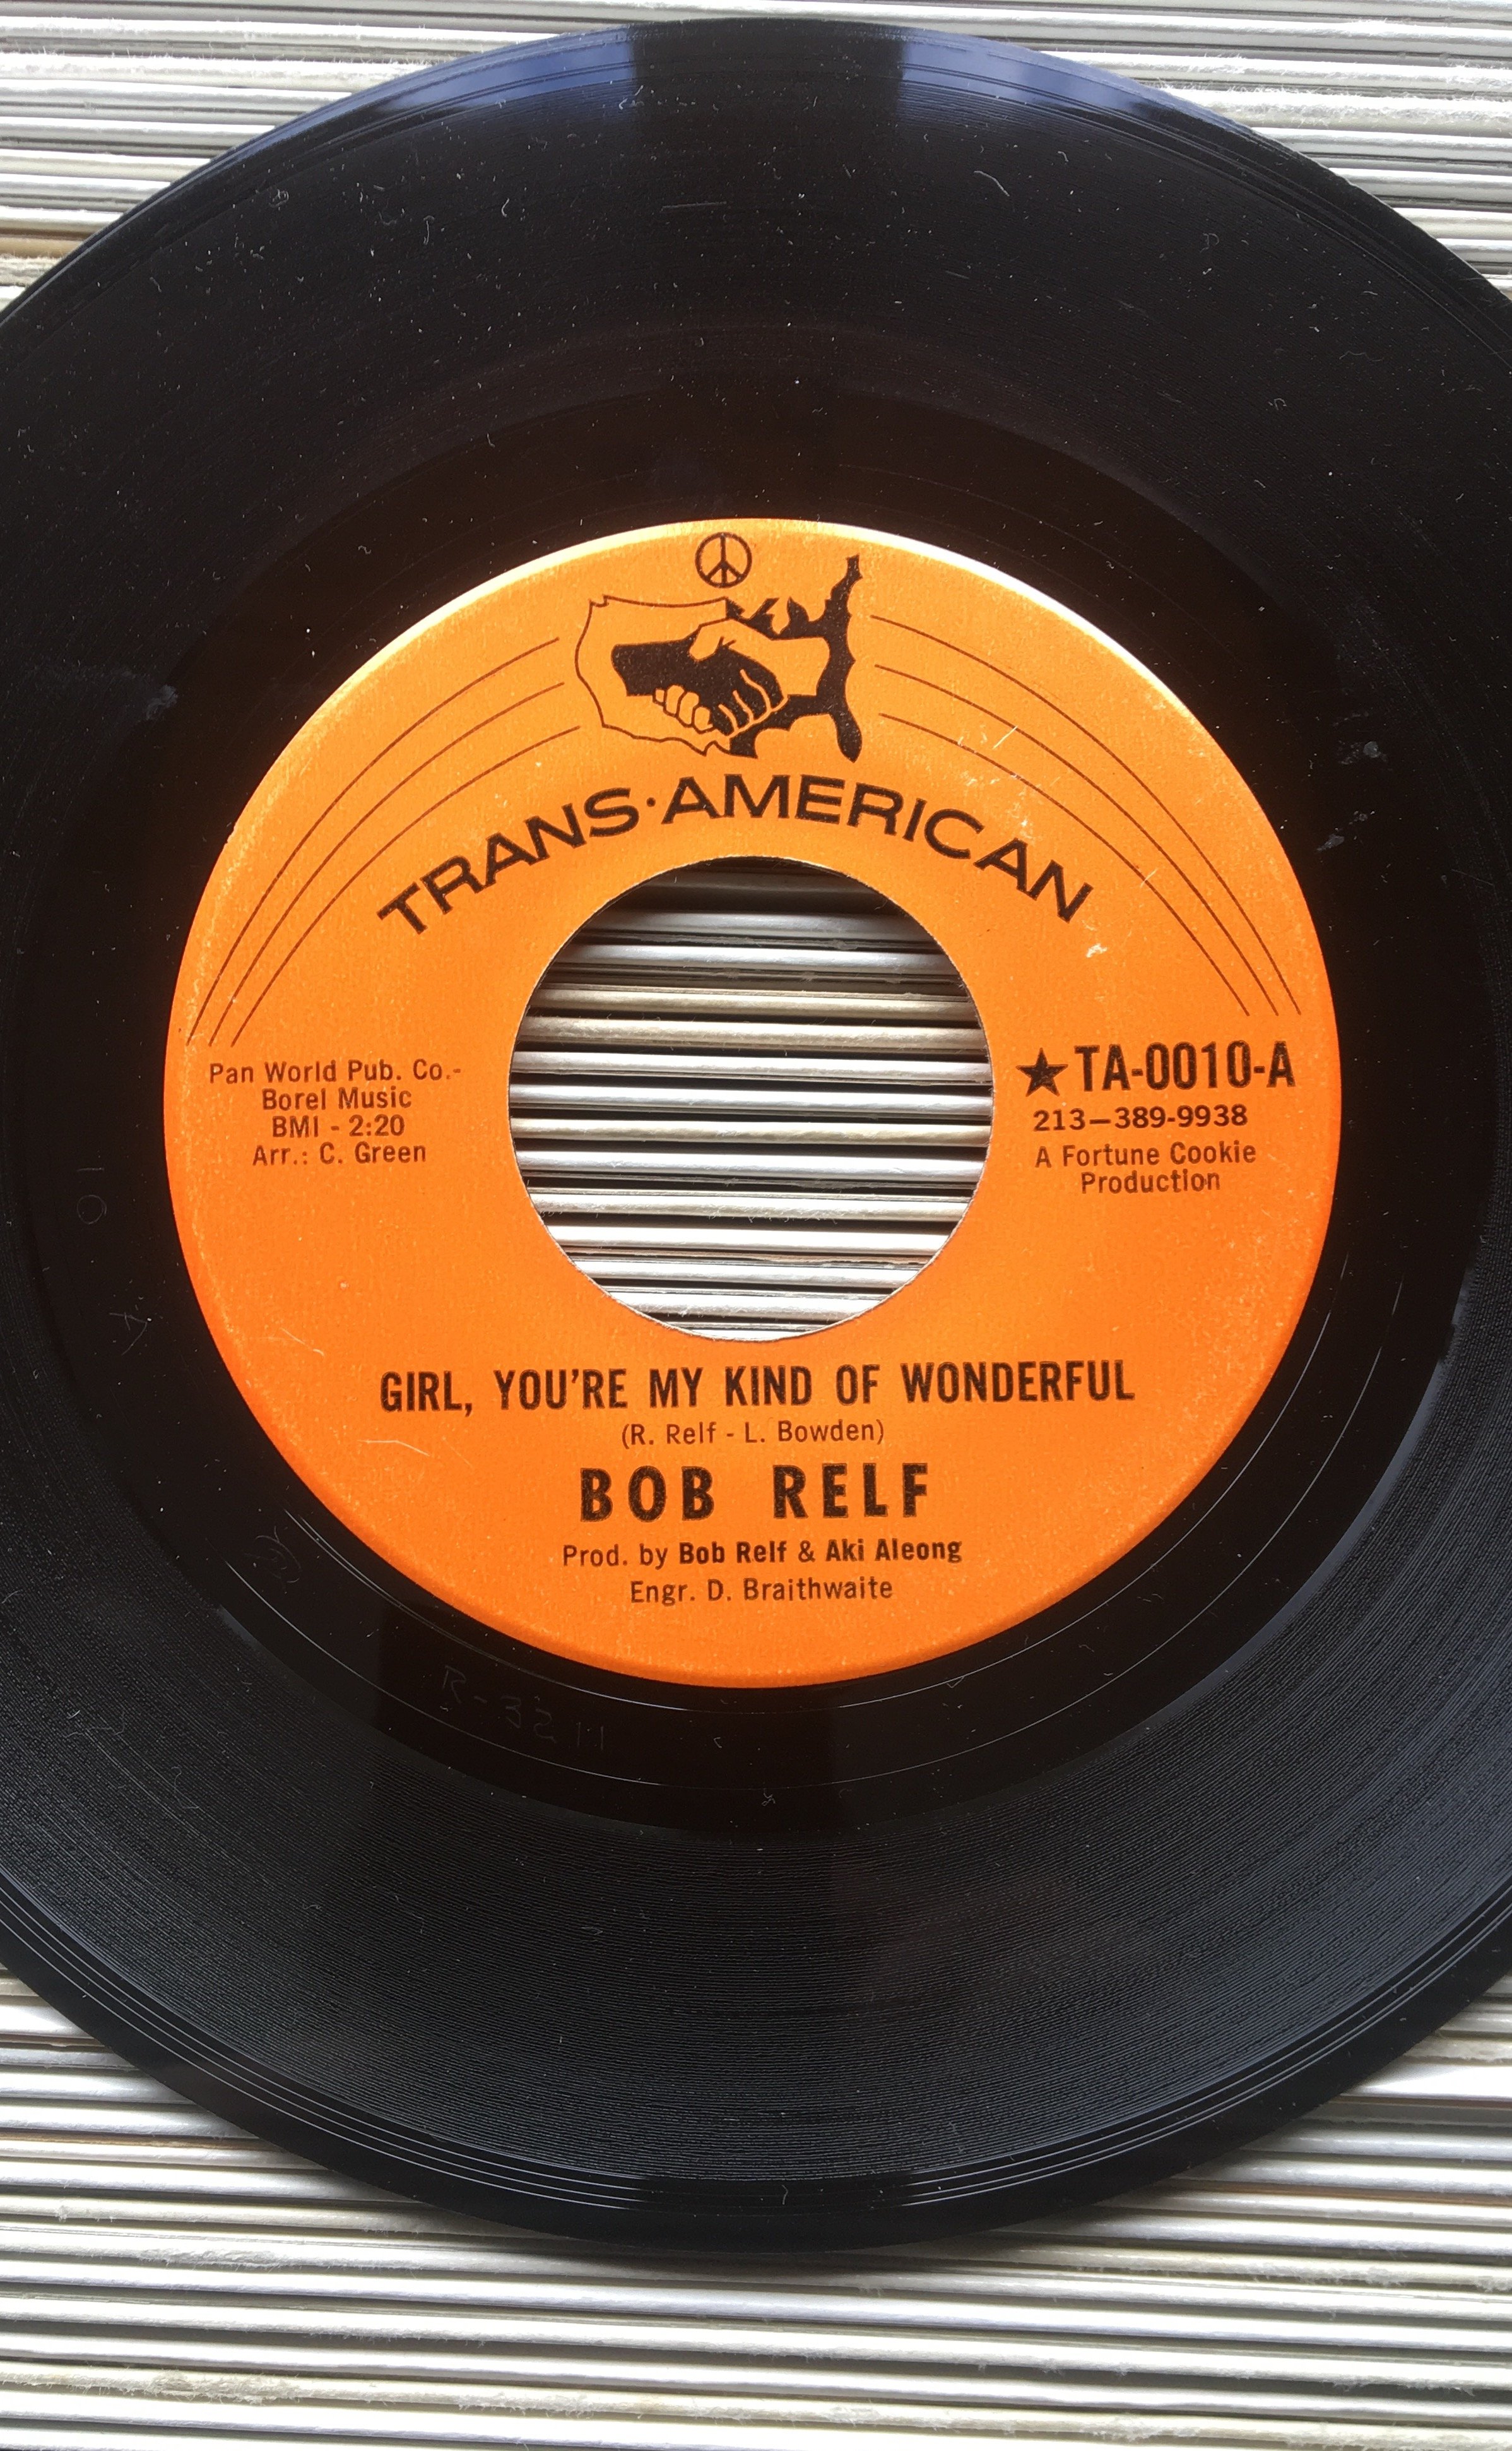 TRANS·AMERICAN
Pan World Pub. Co.-
Borel Music
BMI - 2:20
Arr.: C. Green
★TA-0010-A
213—389-9938
A Fortune Cookie
Production
GIRL, YOU'RE MY KIND OF WONDERFUL
(R. Relf - L. Bowden)
BOB RELF
Prod. by Bob Relf & Aki Aleong
Engr. D. Braithwaite
R-3211